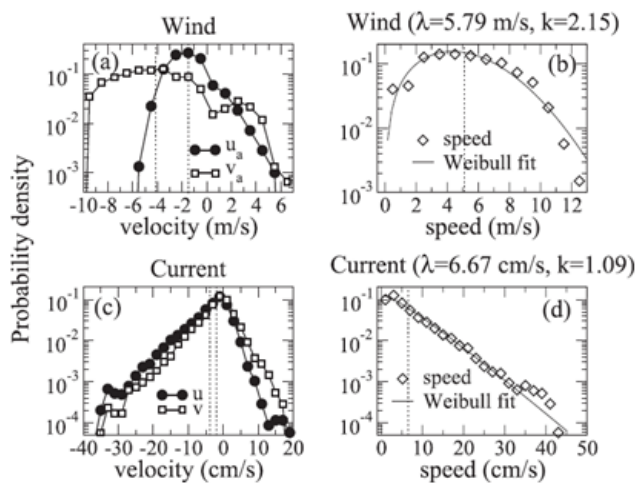 Wind
Wind (λ=5.79 m/s, k=2.15)
Probability density
(a)
10⁻¹
10⁻²
10⁻³
u_a
v_a
-10 -8 -6 -4 -2 0 2 4 6
velocity (m/s)
(b)
10⁻¹
10⁻²
10⁻³
speed
Weibull fit
0 2 4 6 8 10 12
speed (m/s)
Current
Current (λ=6.67 cm/s, k=1.09)
(c)
10⁻¹
10⁻²
10⁻³
10⁻⁴
u
v
-40 -30 -20 -10 0 10 20
velocity (cm/s)
(d)
10⁻¹
10⁻²
10⁻³
10⁻⁴
speed
Weibull fit
0 10 20 30 40 50
speed (cm/s)